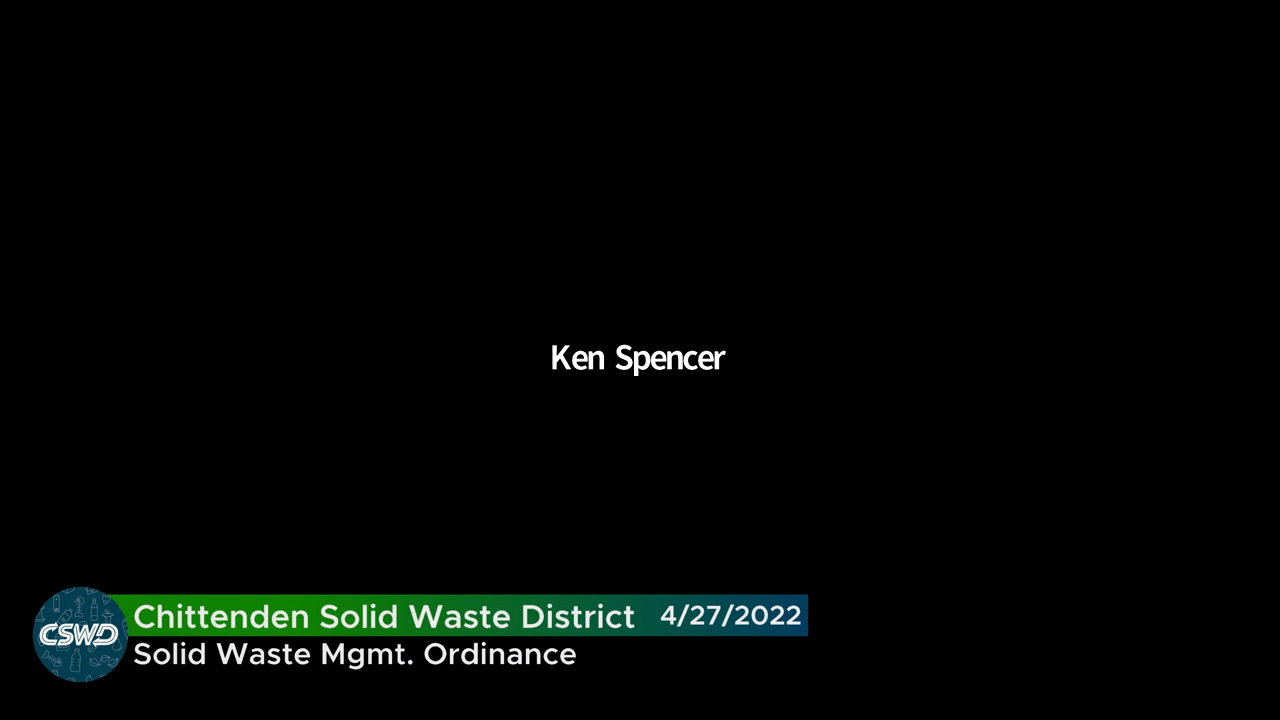 Ken Spencer
Chittenden Solid Waste District 4/27/2022
CSWD
Solid Waste Mgmt. Ordinance